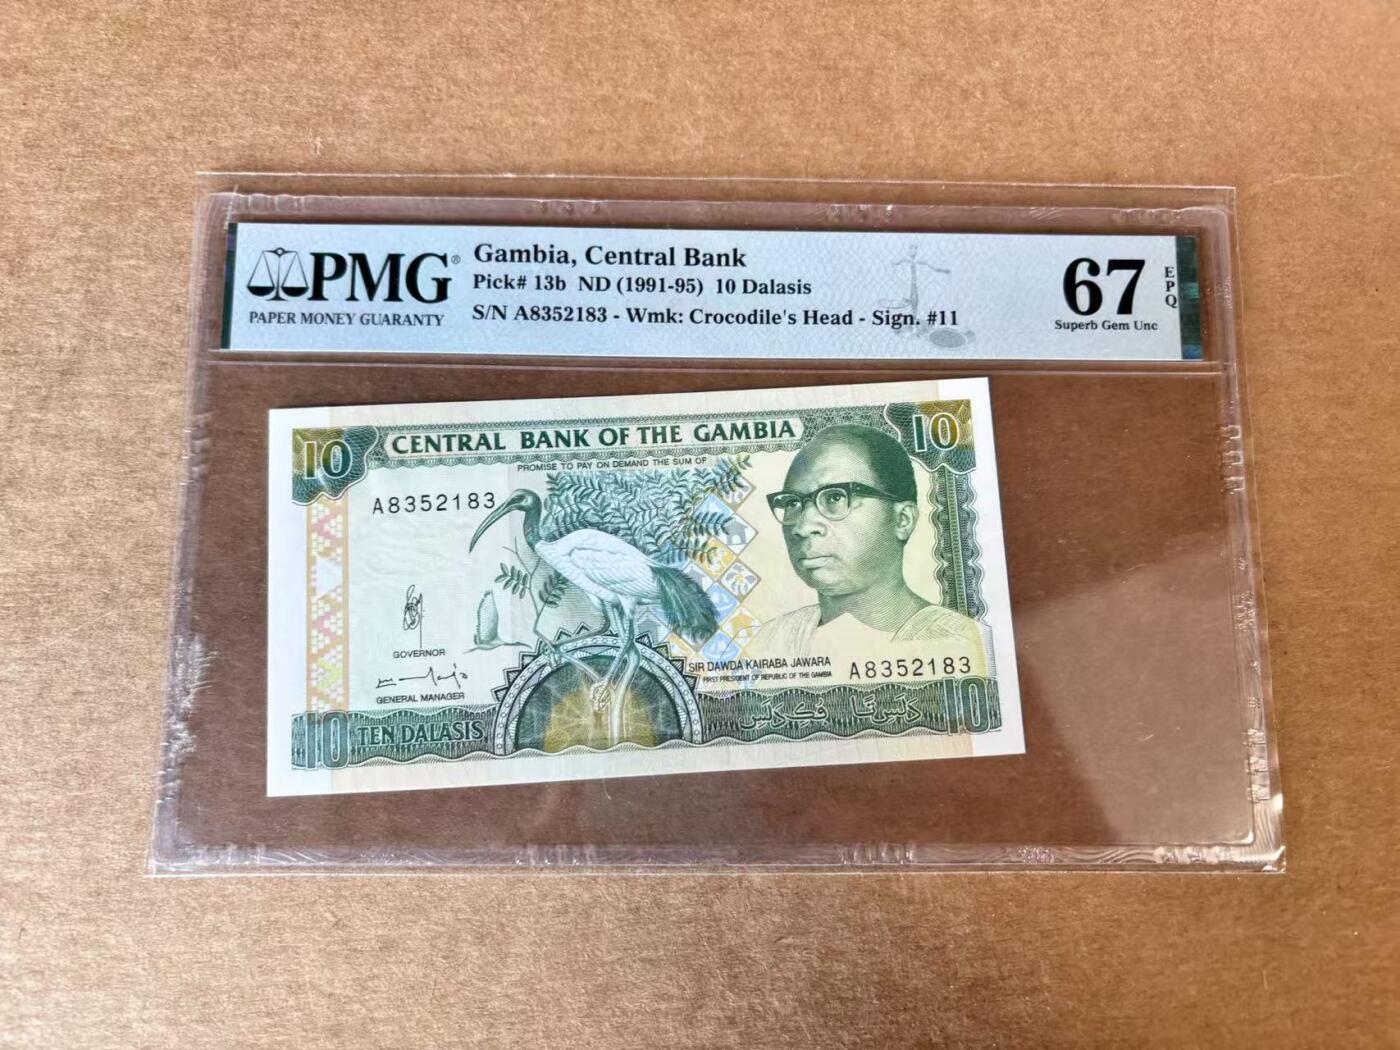 PMG®
PAPER MONEY GUARANTY
Gambia, Central Bank
Pick# 13b ND (1991-95) 10 Dalasis
S/N A8352183 - Wmk: Crocodile's Head - Sign. #11
67
EPQ
Superb Gem Unc
10
CENTRAL BANK OF THE GAMBIA
10
PROMISE TO PAY ON DEMAND THE SUM OF
A8352183
GOVERNOR
GENERAL MANAGER
SIR DAWDA KAIRABA JAWARA
FIRST PRESIDENT OF REPUBLIC OF THE GAMBIA
A8352183
10
TEN DALASIS
10